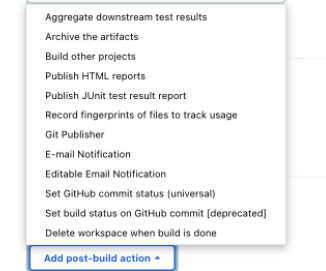 Aggregate downstream test results
Archive the artifacts
Build other projects
Publish HTML reports
Publish JUnit test result report
Record fingerprints of files to track usage
Git Publisher
E-mail Notification
Editable Email Notification
Set GitHub commit status (universal)
Set build status on GitHub commit [deprecated]
Delete workspace when build is done
Add post-build action